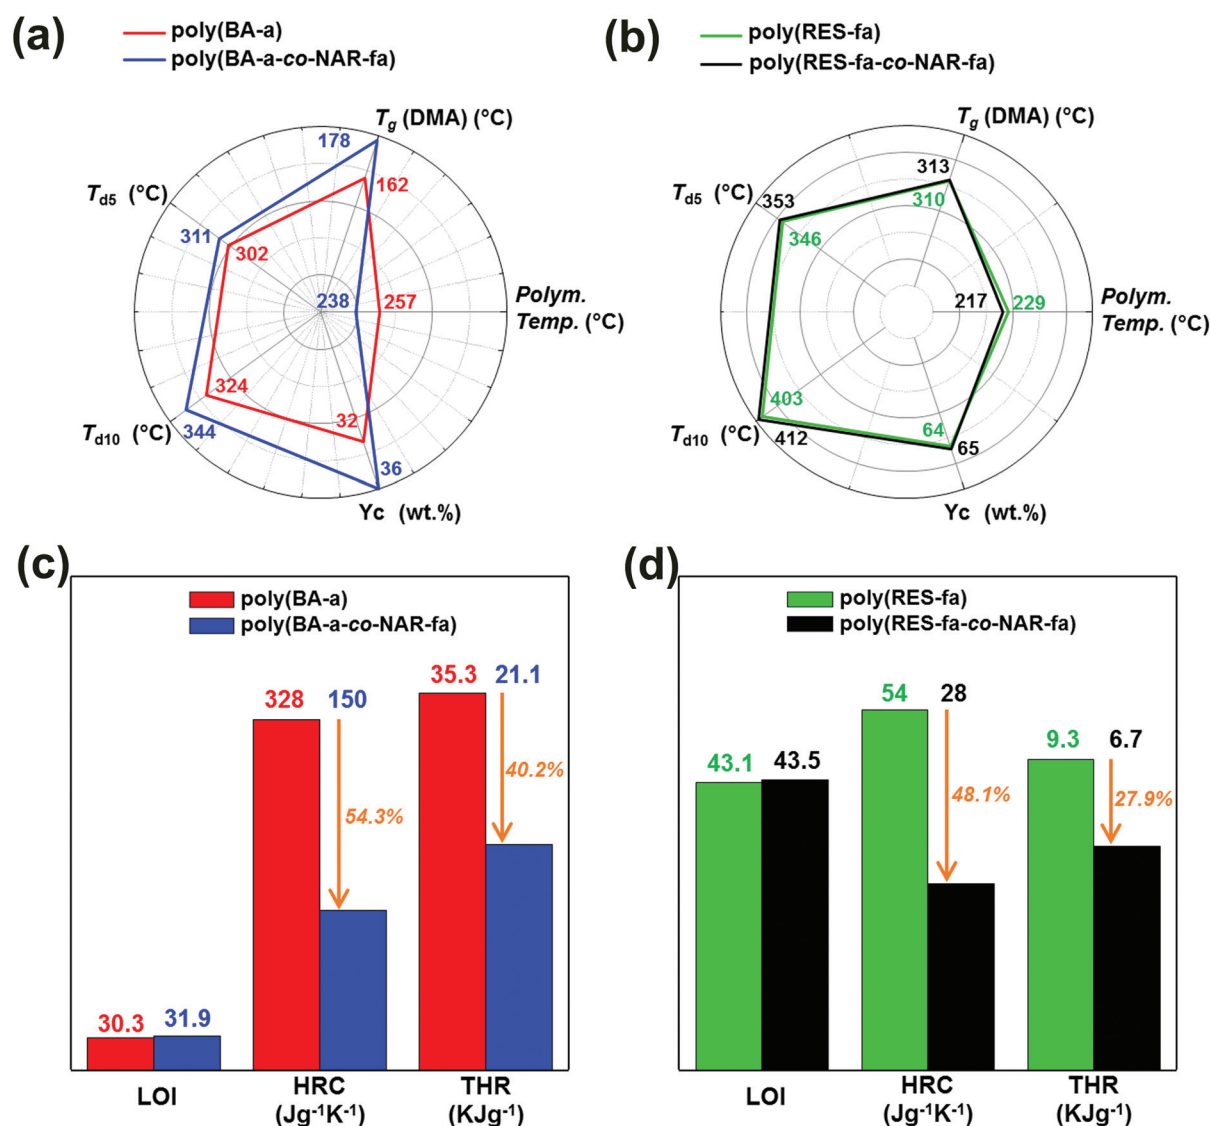 (a)
poly(BA-a)
poly(BA-a-co-NAR-fa)
Tg (DMA) (°C)
178
162
Td5 (°C)
311
302
238
257
Polym.
Temp. (°C)
324
32
Td10 (°C)
344
36
Yc (wt.%)
(b)
poly(RES-fa)
poly(RES-fa-co-NAR-fa)
Tg (DMA) (°C)
313
310
Td5 (°C)
353
346
217
229
Polym.
Temp. (°C)
403
64
Td10 (°C)
412
65
Yc (wt.%)
(c)
poly(BA-a)
poly(BA-a-co-NAR-fa)
35.3 21.1
328 150
40.2%
54.3%
30.3 31.9
LOI
HRC
(Jg⁻¹K⁻¹)
THR
(KJg⁻¹)
(d)
poly(RES-fa)
poly(RES-fa-co-NAR-fa)
54 28
9.3 6.7
43.1 43.5
48.1%
27.9%
LOI
HRC
(Jg⁻¹K⁻¹)
THR
(KJg⁻¹)